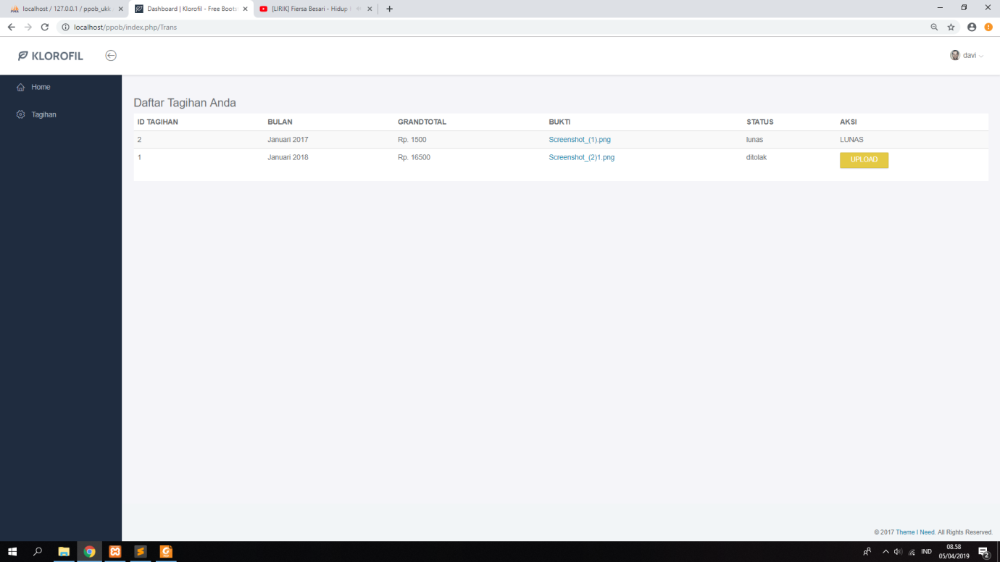 localhost / 127.0.0.1 / ppob_ukk
Dashboard | Klorofil - Free Boots
[LIRIK] Fiersa Besari - Hidup
localhost/ppob/index.php/Trans
KLOROFIL
davi
Home
Tagihan
Daftar Tagihan Anda
ID TAGIHAN BULAN GRANDTOTAL BUKTI STATUS AKSI
2 Januari 2017 Rp. 1500 Screenshot_(1).png lunas LUNAS
1 Januari 2018 Rp. 16500 Screenshot_(2)1.png ditolak UPLOAD
© 2017 Theme I Need. All Rights Reserved.
IND
08.58
05/04/2019
2